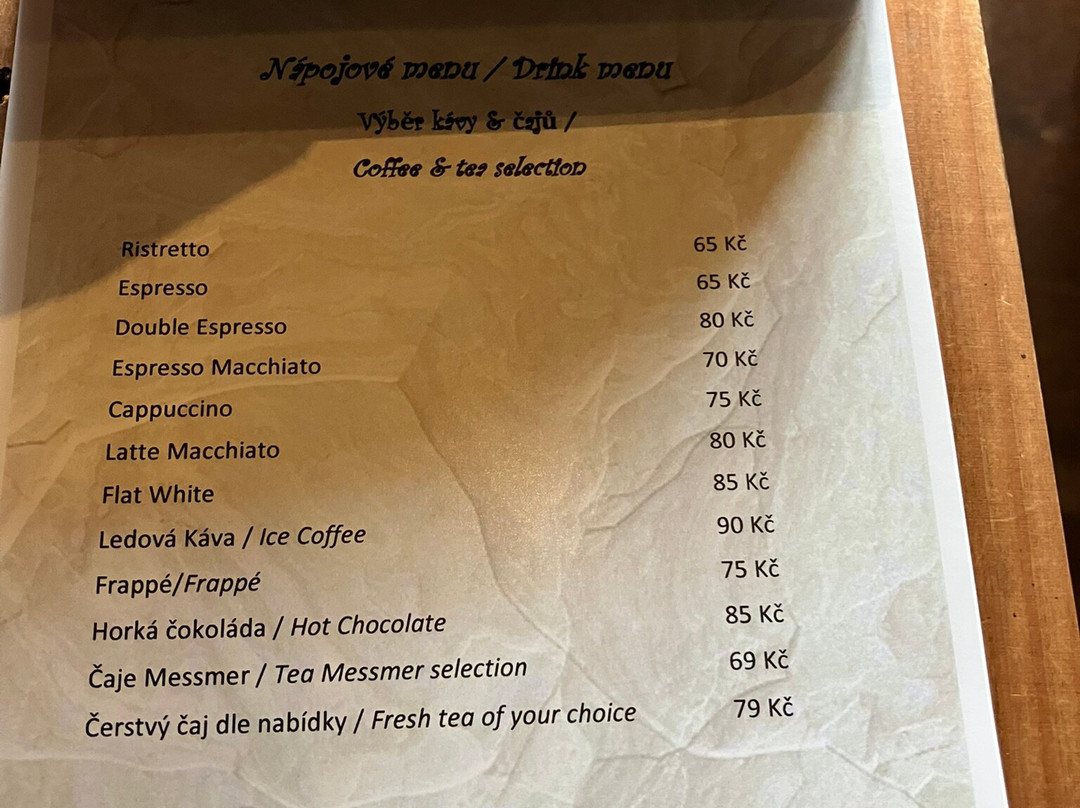 Nápojové menu / Drink menu
Výběr kávy & čajů /
Coffee & tea selection
Ristretto 65 Kč
Espresso 65 Kč
Double Espresso 80 Kč
Espresso Macchiato 70 Kč
Cappuccino 75 Kč
Latte Macchiato 80 Kč
Flat White 85 Kč
Ledová Káva / Ice Coffee 90 Kč
Frappé/Frappé 75 Kč
Horká čokoláda / Hot Chocolate 85 Kč
Čaje Messmer / Tea Messmer selection 69 Kč
Čerstvý čaj dle nabídky / Fresh tea of your choice 79 Kč